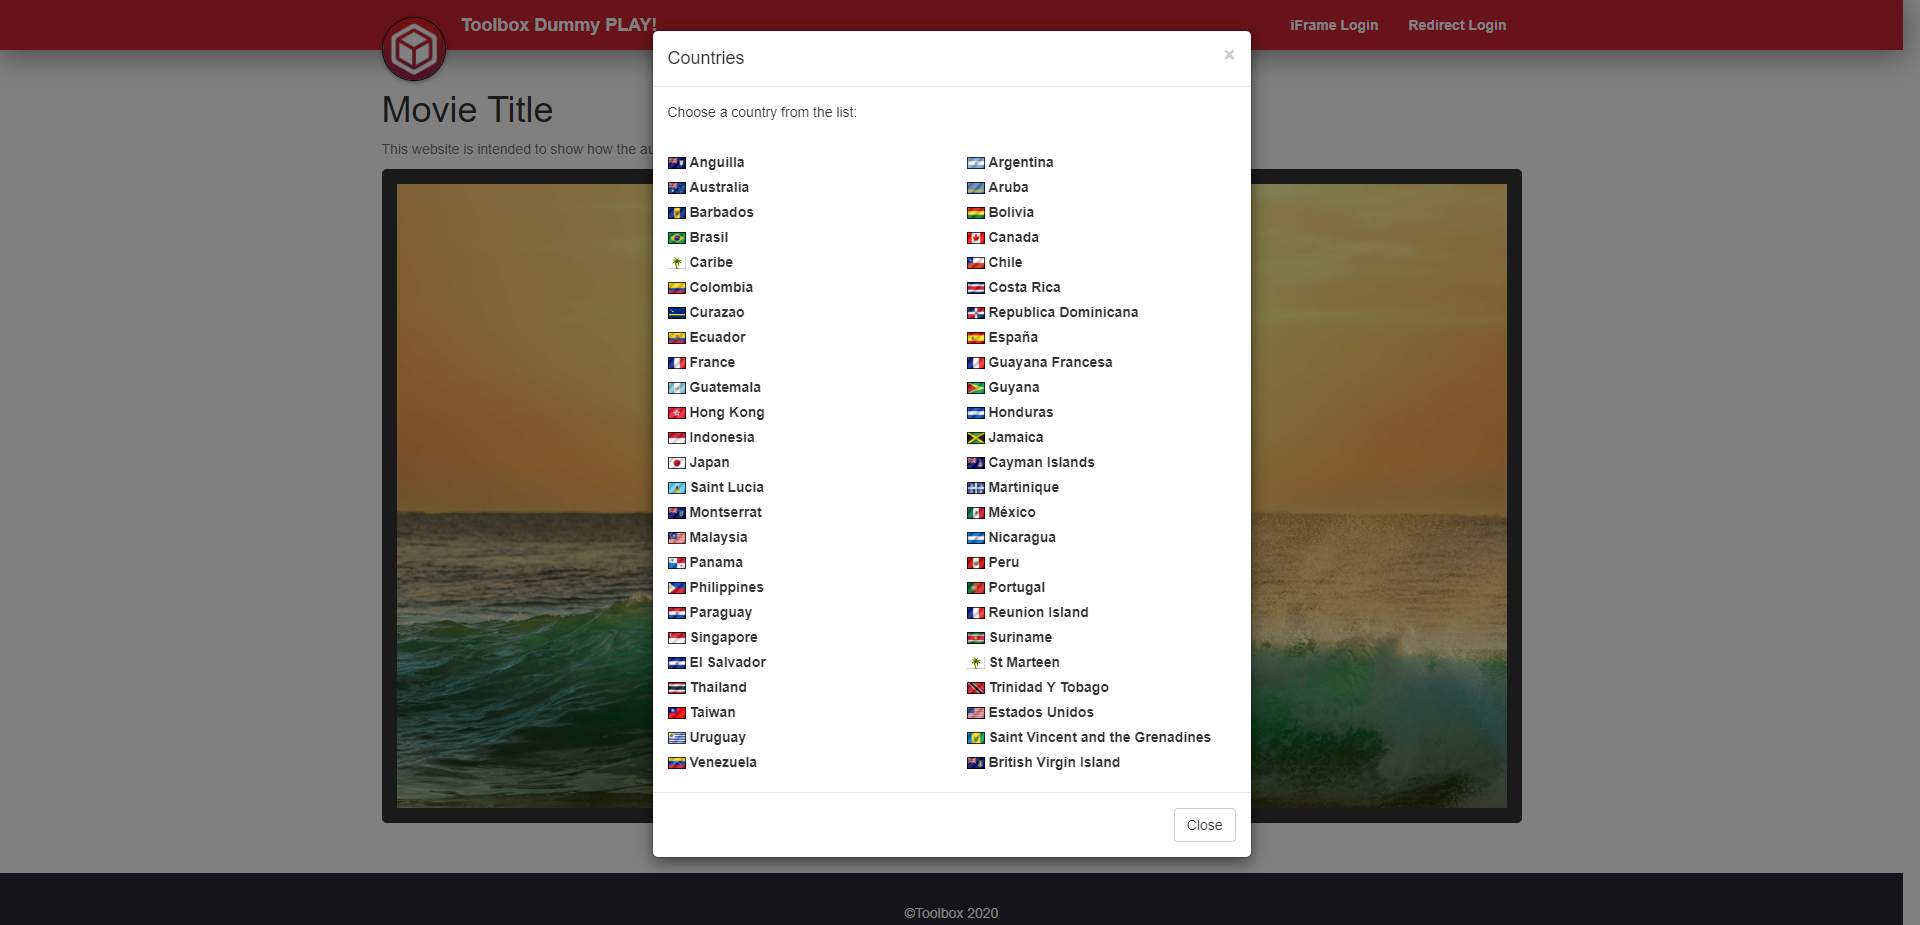 Toolbox Dummy PLAY!
iFrame Login
Redirect Login
Movie Title
This website is intended to show how the au
Countries
×
Choose a country from the list:
Anguilla
Argentina
Australia
Aruba
Barbados
Bolivia
Brasil
Canada
Caribe
Chile
Colombia
Costa Rica
Curazao
Republica Dominicana
Ecuador
España
France
Guayana Francesa
Guatemala
Guyana
Hong Kong
Honduras
Indonesia
Jamaica
Japan
Cayman Islands
Saint Lucia
Martinique
Montserrat
México
Malaysia
Nicaragua
Panama
Peru
Philippines
Portugal
Paraguay
Reunion Island
Singapore
Suriname
El Salvador
St Marteen
Thailand
Trinidad Y Tobago
Taiwan
Estados Unidos
Uruguay
Saint Vincent and the Grenadines
Venezuela
British Virgin Island
Close
©Toolbox 2020